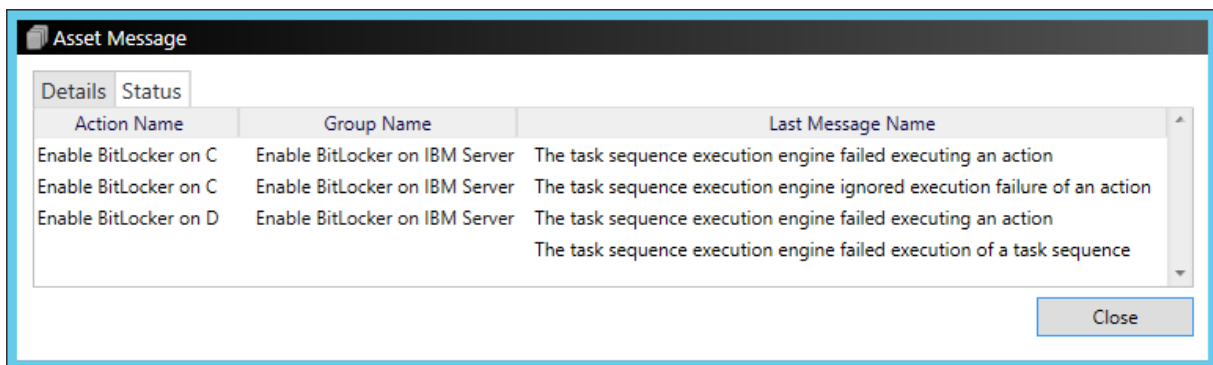 Asset Message
Details Status
Action Name Group Name Last Message Name
Enable BitLocker on C Enable BitLocker on IBM Server The task sequence execution engine failed executing an action
Enable BitLocker on C Enable BitLocker on IBM Server The task sequence execution engine ignored execution failure of an action
Enable BitLocker on D Enable BitLocker on IBM Server The task sequence execution engine failed executing an action
The task sequence execution engine failed execution of a task sequence
Close